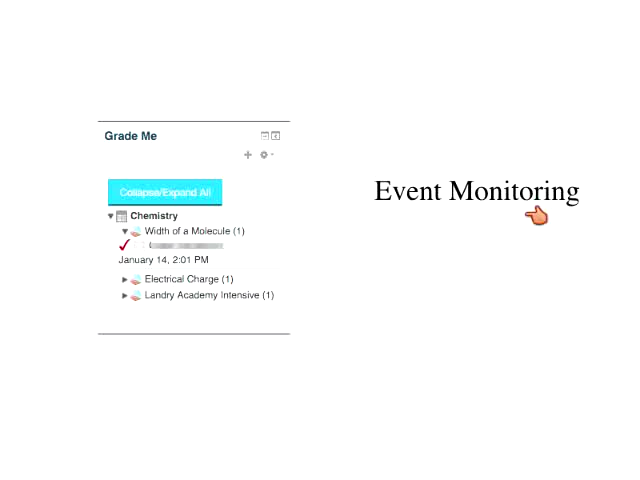 Grade Me
Collapse/Expand All
Chemistry
Width of a Molecule (1)
January 14, 2:01 PM
Electrical Charge (1)
Landry Academy Intensive (1)
Event Monitoring